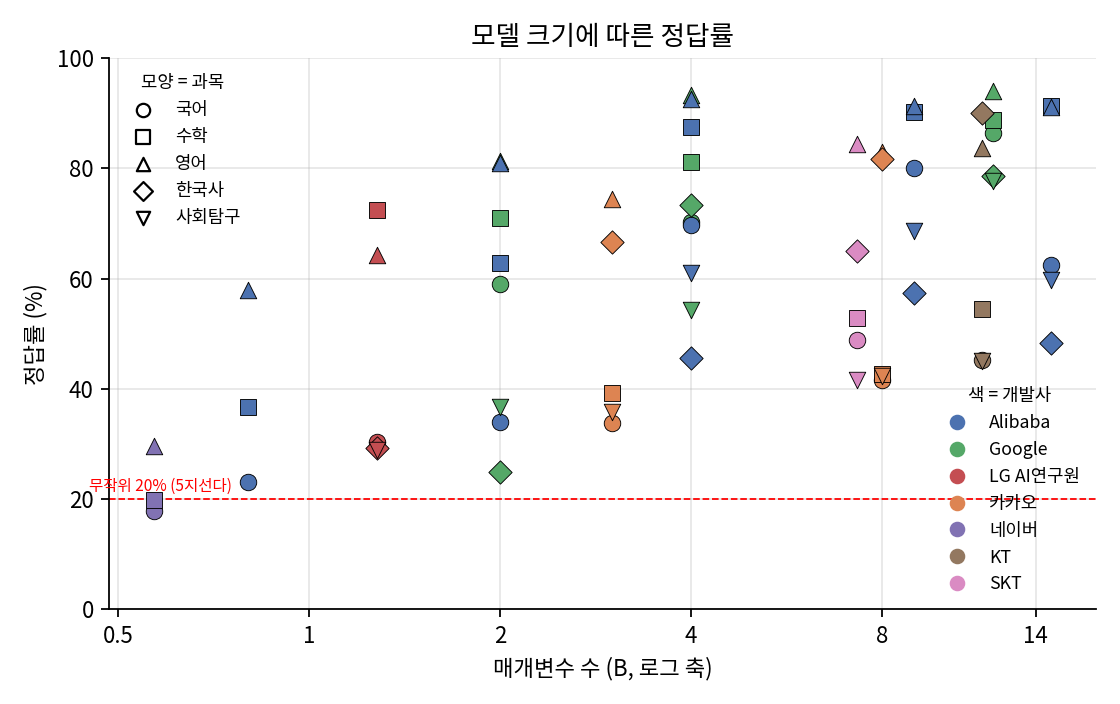 모델 크기에 따른 정답률
100
80
60
40
20
0
정답률 (%)
모양 = 과목
국어
수학
영어
한국사
사회탐구
무작위 20% (5지선다)
색 = 개발사
Alibaba
Google
LG AI연구원
카카오
네이버
KT
SKT
0.5 1 2 4 8 14
매개변수 수 (B, 로그 축)